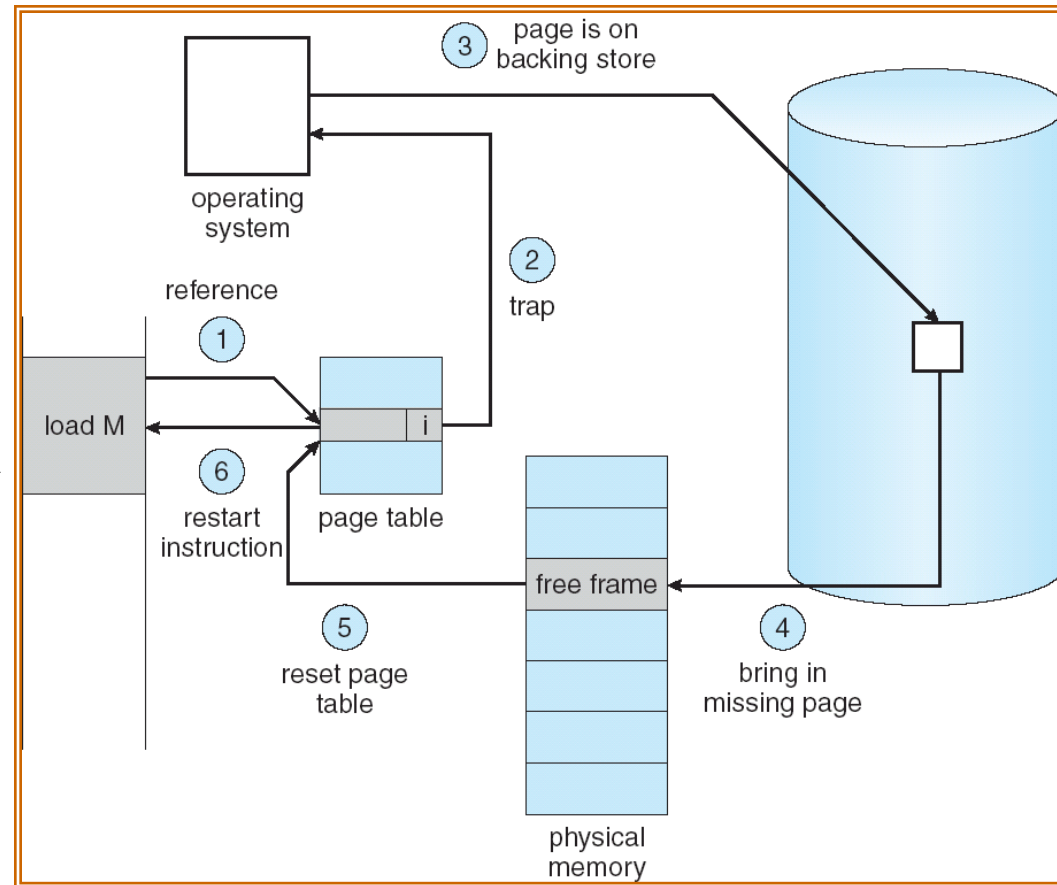 3
page is on
backing store
operating
system
2
trap
reference
1
load M
i
6
restart
instruction
page table
free frame
5
reset page
table
4
bring in
missing page
physical
memory